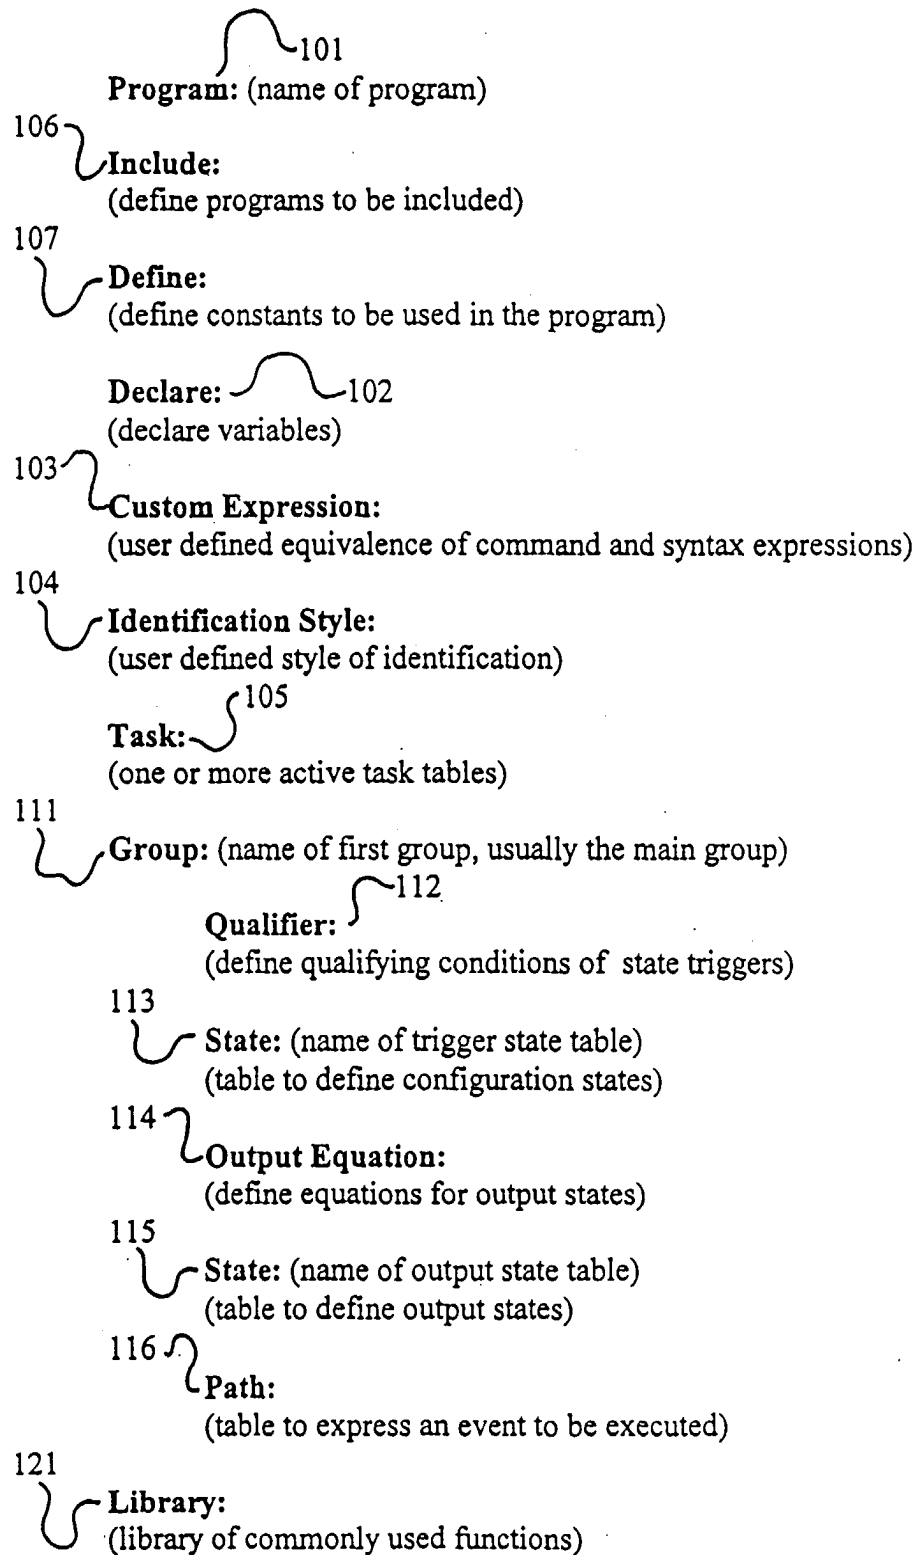 101
Program: (name of program)
106
Include:
(define programs to be included)
107
Define:
(define constants to be used in the program)
Declare: 102
(declare variables)
103
Custom Expression:
(user defined equivalence of command and syntax expressions)
104
Identification Style:
(user defined style of identification)
105
Task:
(one or more active task tables)
111
Group: (name of first group, usually the main group)
112
Qualifier:
(define qualifying conditions of state triggers)
113
State: (name of trigger state table)
(table to define configuration states)
114
Output Equation:
(define equations for output states)
115
State: (name of output state table)
(table to define output states)
116
Path:
(table to express an event to be executed)
121
Library:
(library of commonly used functions)